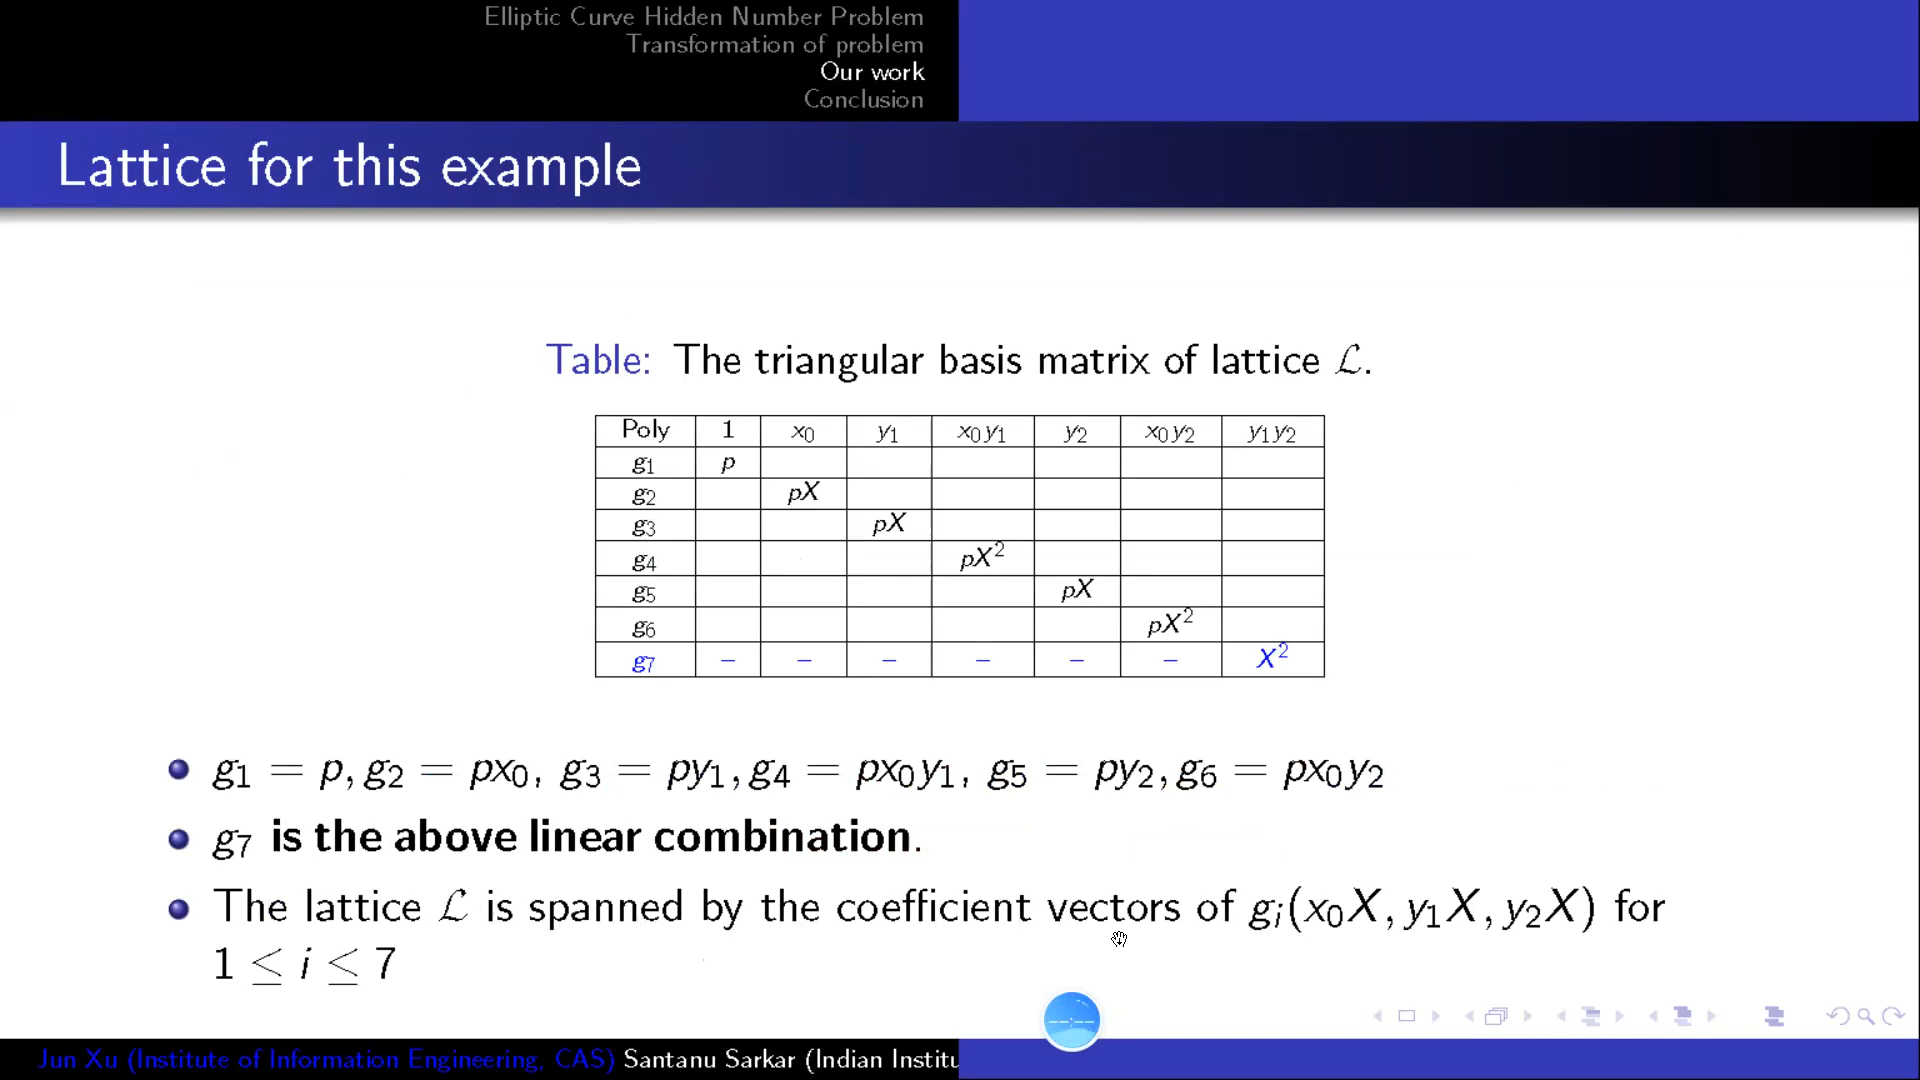 Elliptic Curve Hidden Number Problem
Transformation of problem
Our work
Conclusion
Lattice for this example
Table: The triangular basis matrix of lattice ℒ.
Poly 1 x₀ y₁ x₀y₁ y₂ x₀y₂ y₁y₂
g₁ p
g₂ pX
g₃ pX
g₄ pX²
g₅ pX
g₆ pX²
g₇ – – – – – – X²
• g₁ = p, g₂ = px₀, g₃ = py₁, g₄ = px₀y₁, g₅ = py₂, g₆ = px₀y₂
• g₇ is the above linear combination.
• The lattice ℒ is spanned by the coefficient vectors of gᵢ(x₀X, y₁X, y₂X) for
1 ≤ i ≤ 7
Jun Xu (Institute of Information Engineering, CAS) Santanu Sarkar (Indian Institu